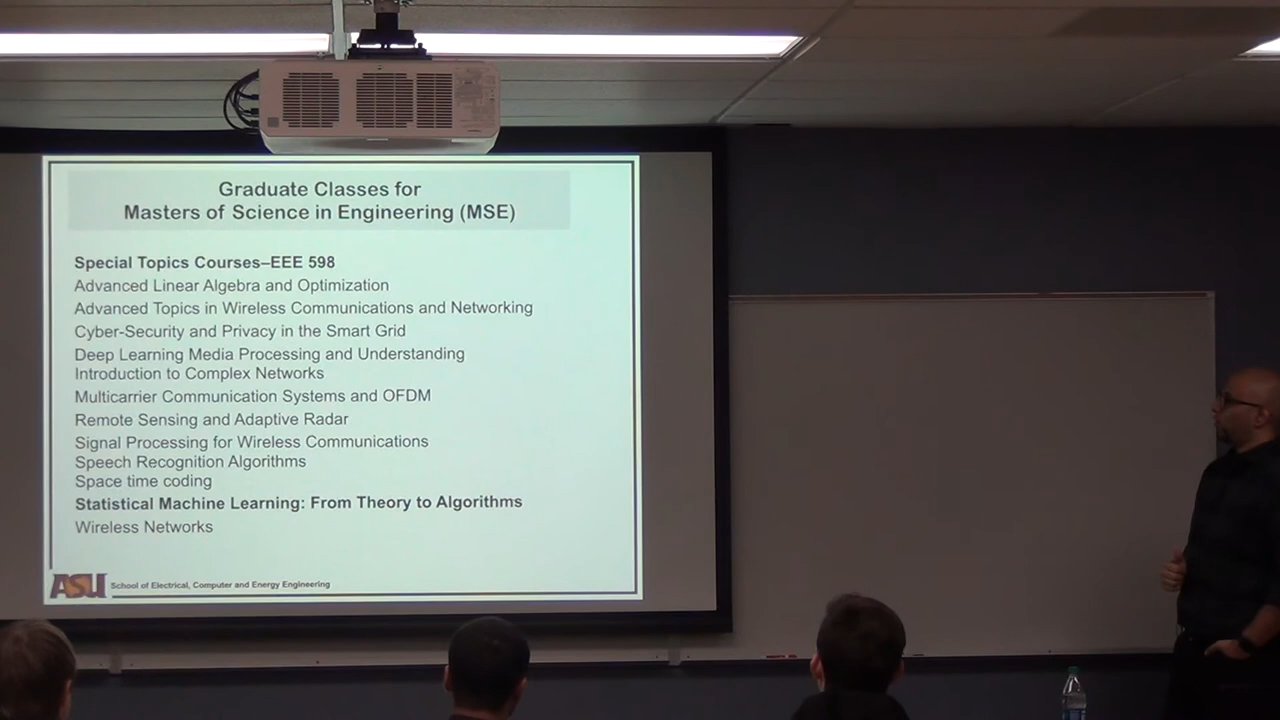 Graduate Classes for
Masters of Science in Engineering (MSE)
Special Topics Courses–EEE 598
Advanced Linear Algebra and Optimization
Advanced Topics in Wireless Communications and Networking
Cyber-Security and Privacy in the Smart Grid
Deep Learning Media Processing and Understanding
Introduction to Complex Networks
Multicarrier Communication Systems and OFDM
Remote Sensing and Adaptive Radar
Signal Processing for Wireless Communications
Speech Recognition Algorithms
Space time coding
Statistical Machine Learning: From Theory to Algorithms
Wireless Networks
ASU School of Electrical, Computer and Energy Engineering